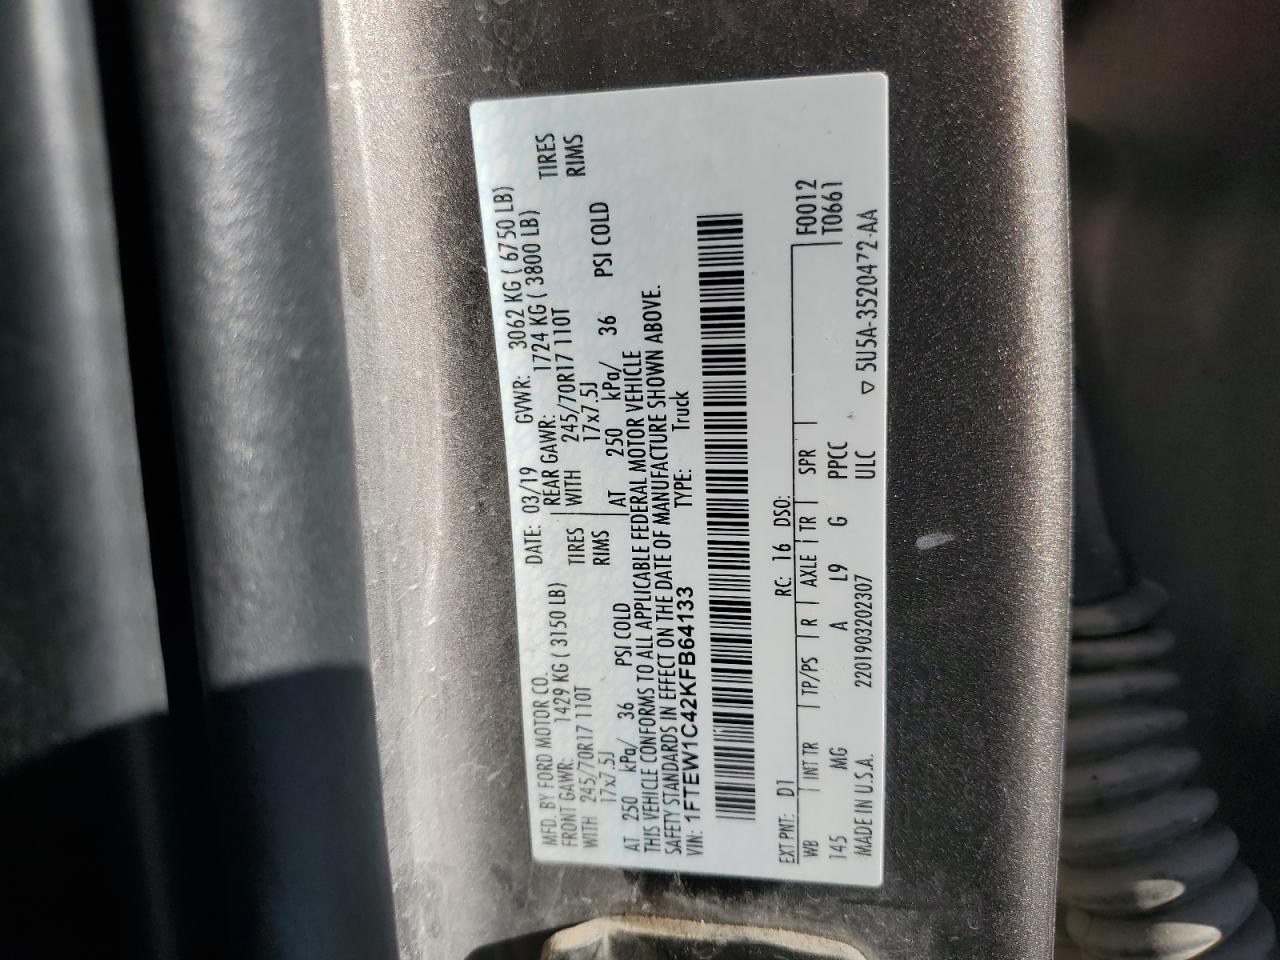 MFD. BY FORD MOTOR CO.
DATE: 03/19 GVWR: 3062 KG ( 6750 LB)
FRONT GAWR: 1429 KG ( 3150 LB) REAR GAWR: 1724 KG ( 3800 LB)
WITH 245/70R17 110T TIRES WITH 245/70R17 110T TIRES
17x7.5J RIMS 17x7.5J RIMS
AT 250 kPa/ 36 PSI COLD AT 250 kPa/ 36 PSI COLD
THIS VEHICLE CONFORMS TO ALL APPLICABLE FEDERAL MOTOR VEHICLE
SAFETY STANDARDS IN EFFECT ON THE DATE OF MANUFACTURE SHOWN ABOVE.
VIN: 1FTEW1C42KFB64133 TYPE: Truck
EXT PNT: D1 RC: 16 DSO: F0012
WB INT TR TP/PS R AXLE TR SPR T0661
145 MG A L9 G PPCC
MADE IN U.S.A. 2201903202307 ULC ▽ 5U5A-3520472-AA